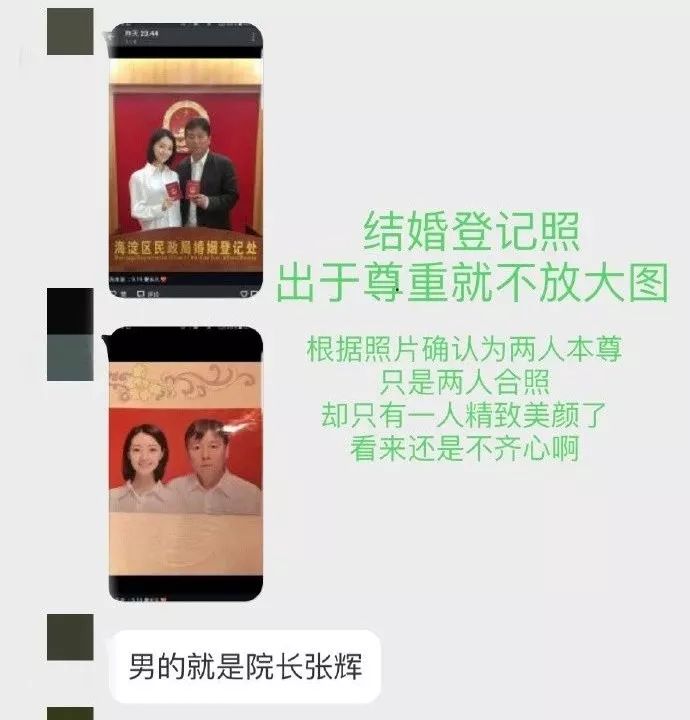 昨天 23:44
海淀区民政局婚姻登记处
赞 评论
结婚登记照
出于尊重就不放大图
根据照片确认为两人本尊
只是两人合照
却只有一人精致美颜了
看来还是不齐心啊
男的就是院长张辉